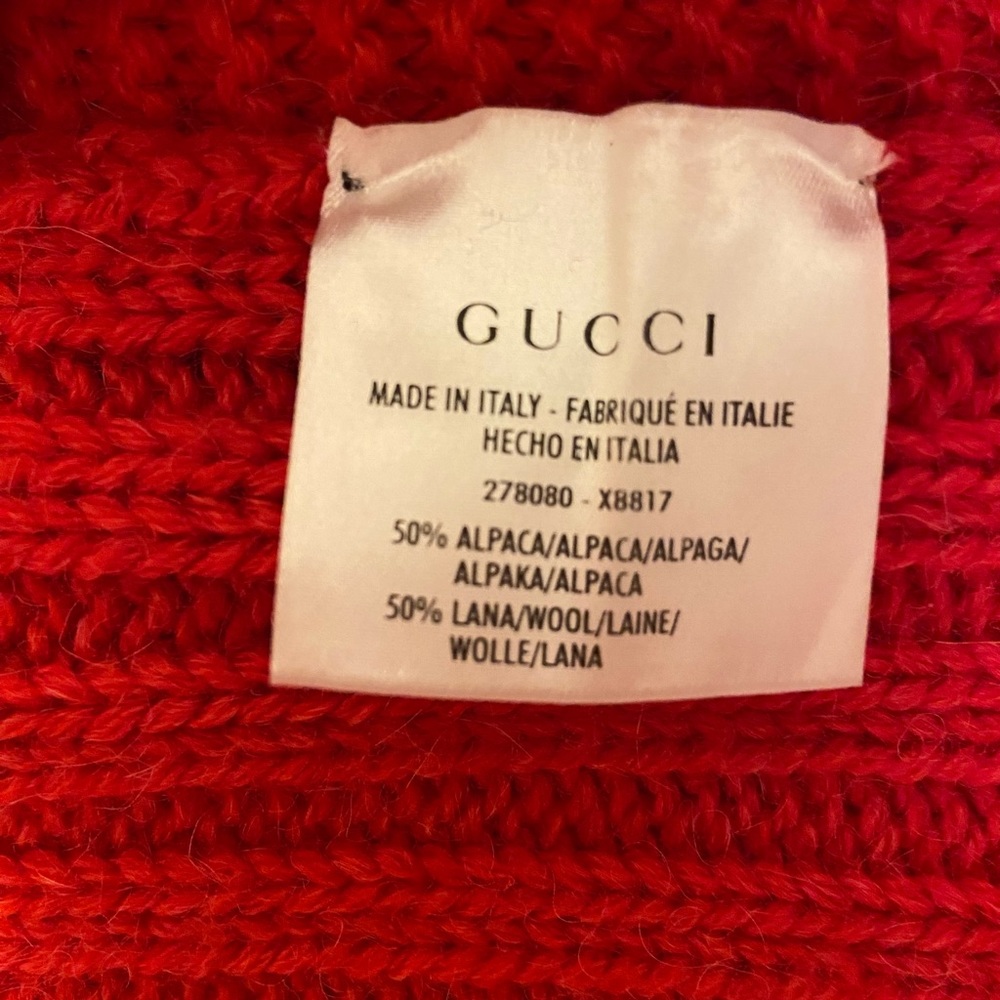 GUCCI
MADE IN ITALY - FABRIQUÉ EN ITALIE
HECHO EN ITALIA
278080 - X8817
50% ALPACA/ALPACA/ALPAGA/
ALPAKA/ALPACA
50% LANA/WOOL/LAINE/
WOLLE/LANA